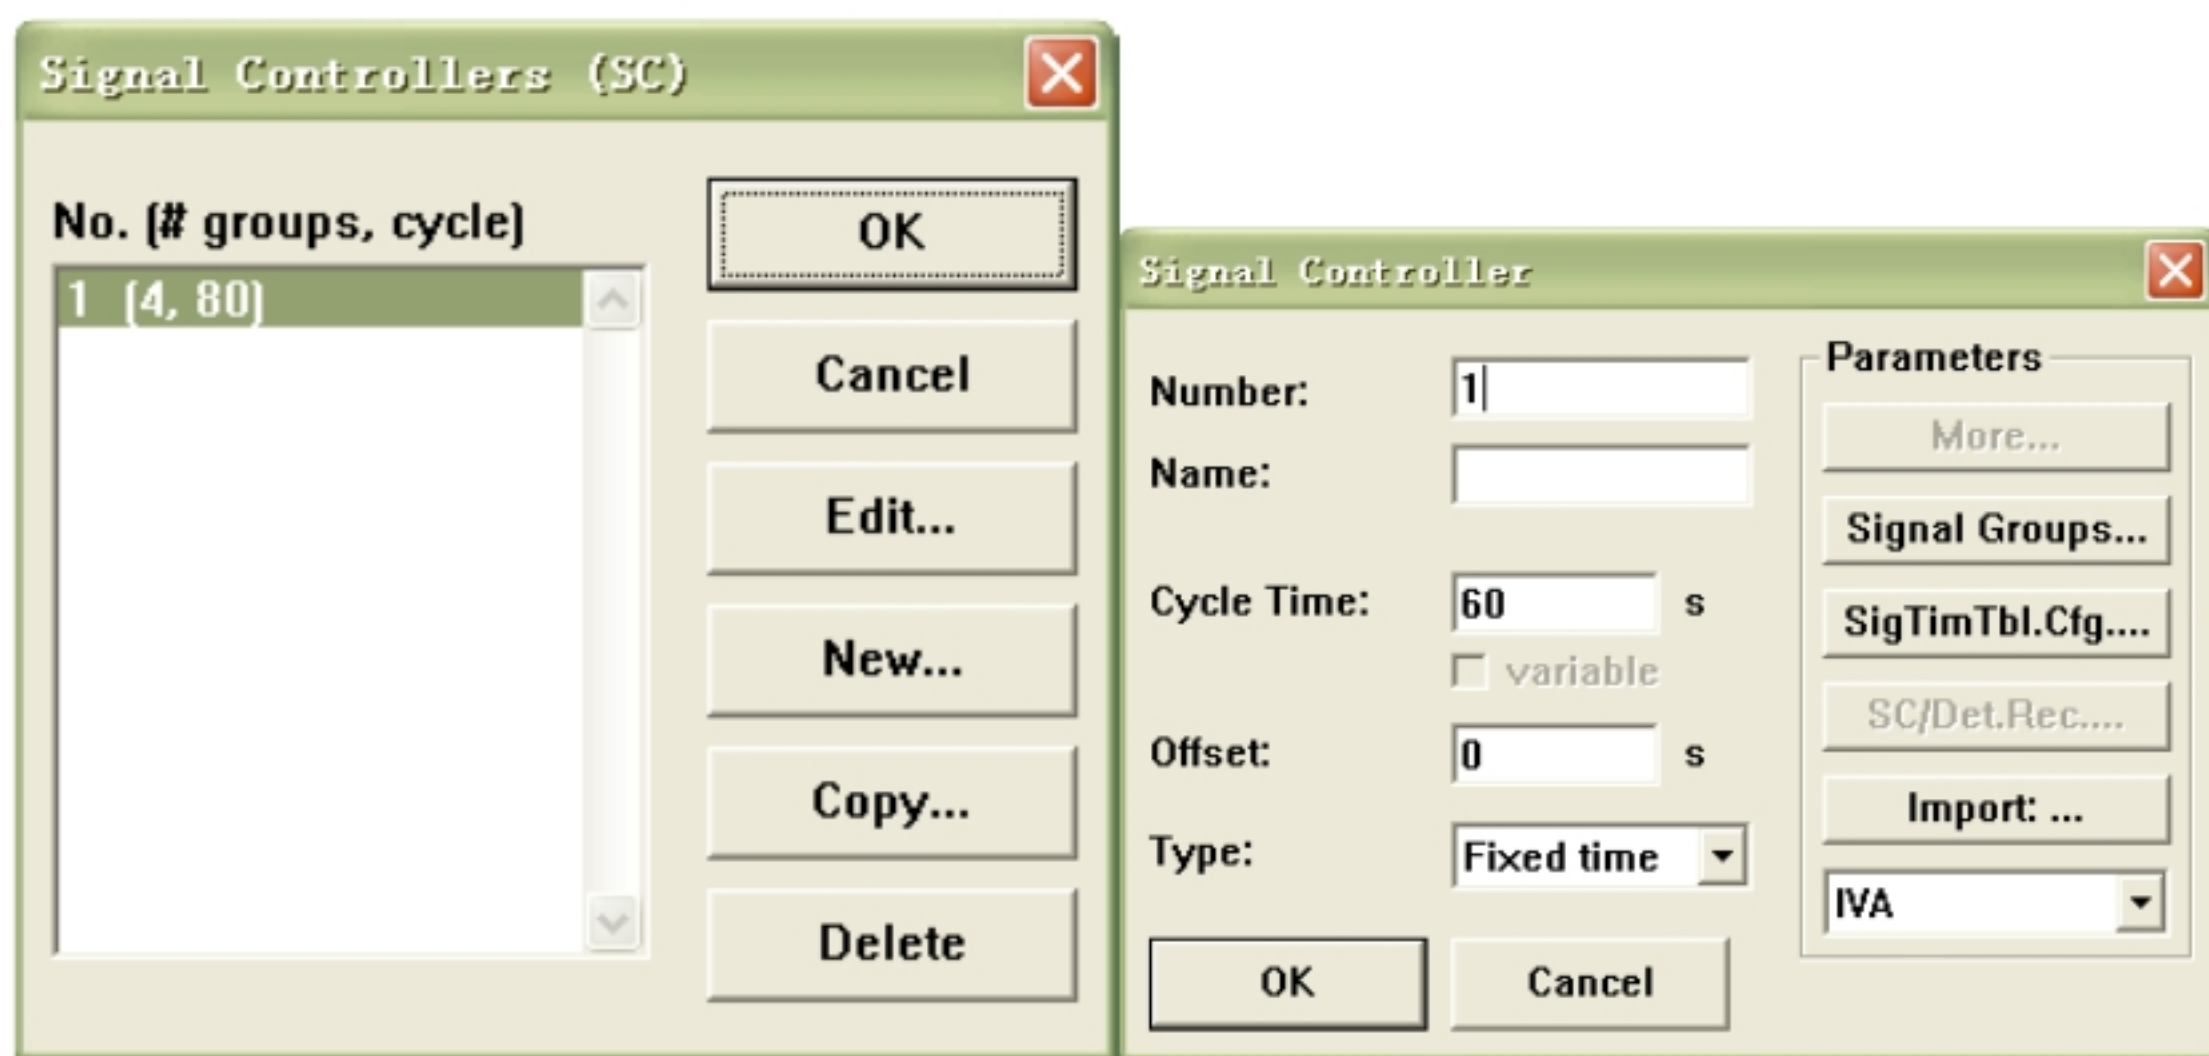 Signal Controllers (SC)
No. (# groups, cycle)
1 (4, 80)
OK
Cancel
Edit...
New...
Copy...
Delete
Signal Controller
Number: 1
Name:
Cycle Time: 60 s
variable
Offset: 0 s
Type: Fixed time
OK Cancel
Parameters
More...
Signal Groups...
SigTimTbl.Cfg....
SC/Det.Rec....
Import: ...
IVA